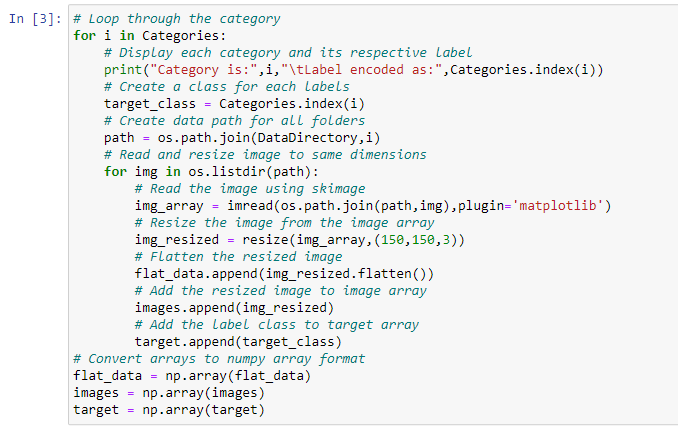 In [3]: # Loop through the category
for i in Categories:
    # Display each category and its respective label
    print("Category is:",i,"\tLabel encoded as:",Categories.index(i))
    # Create a class for each labels
    target_class = Categories.index(i)
    # Create data path for all folders
    path = os.path.join(DataDirectory,i)
    # Read and resize image to same dimensions
    for img in os.listdir(path):
        # Read the image using skimage
        img_array = imread(os.path.join(path,img),plugin='matplotlib')
        # Resize the image from the image array
        img_resized = resize(img_array,(150,150,3))
        # Flatten the resized image
        flat_data.append(img_resized.flatten())
        # Add the resized image to image array
        images.append(img_resized)
        # Add the label class to target array
        target.append(target_class)
# Convert arrays to numpy array format
flat_data = np.array(flat_data)
images = np.array(images)
target = np.array(target)